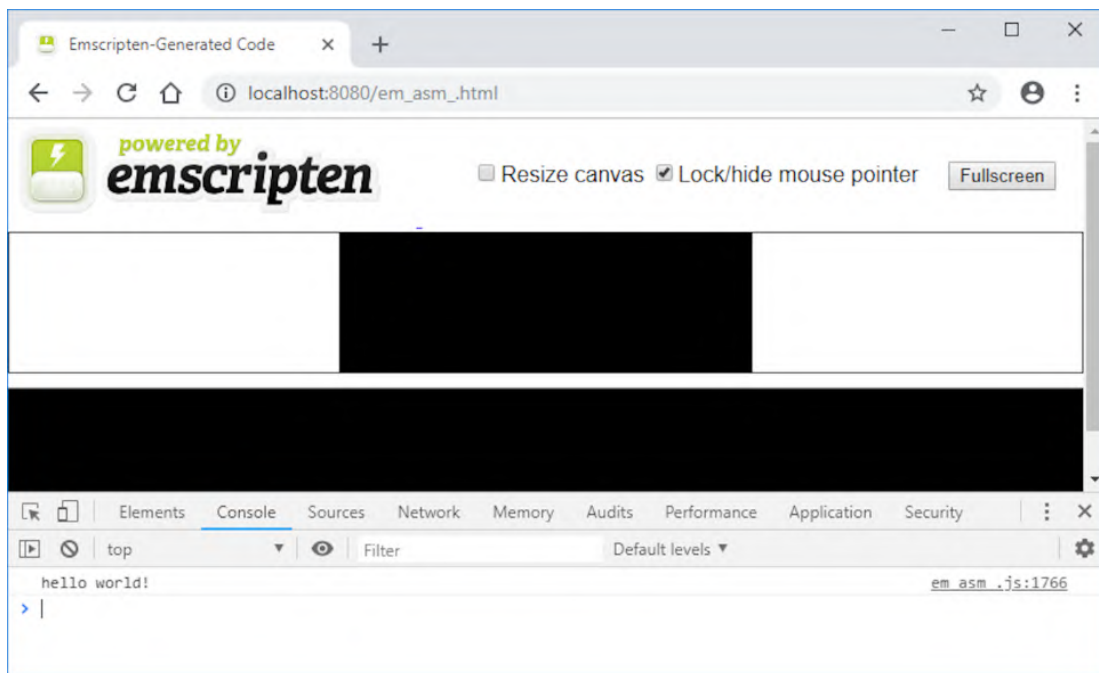 Emscripten-Generated Code
localhost:8080/em_asm_.html
powered by
emscripten
Resize canvas Lock/hide mouse pointer Fullscreen
Elements Console Sources Network Memory Audits Performance Application Security
top Filter Default levels
hello world! em_asm_.js:1766